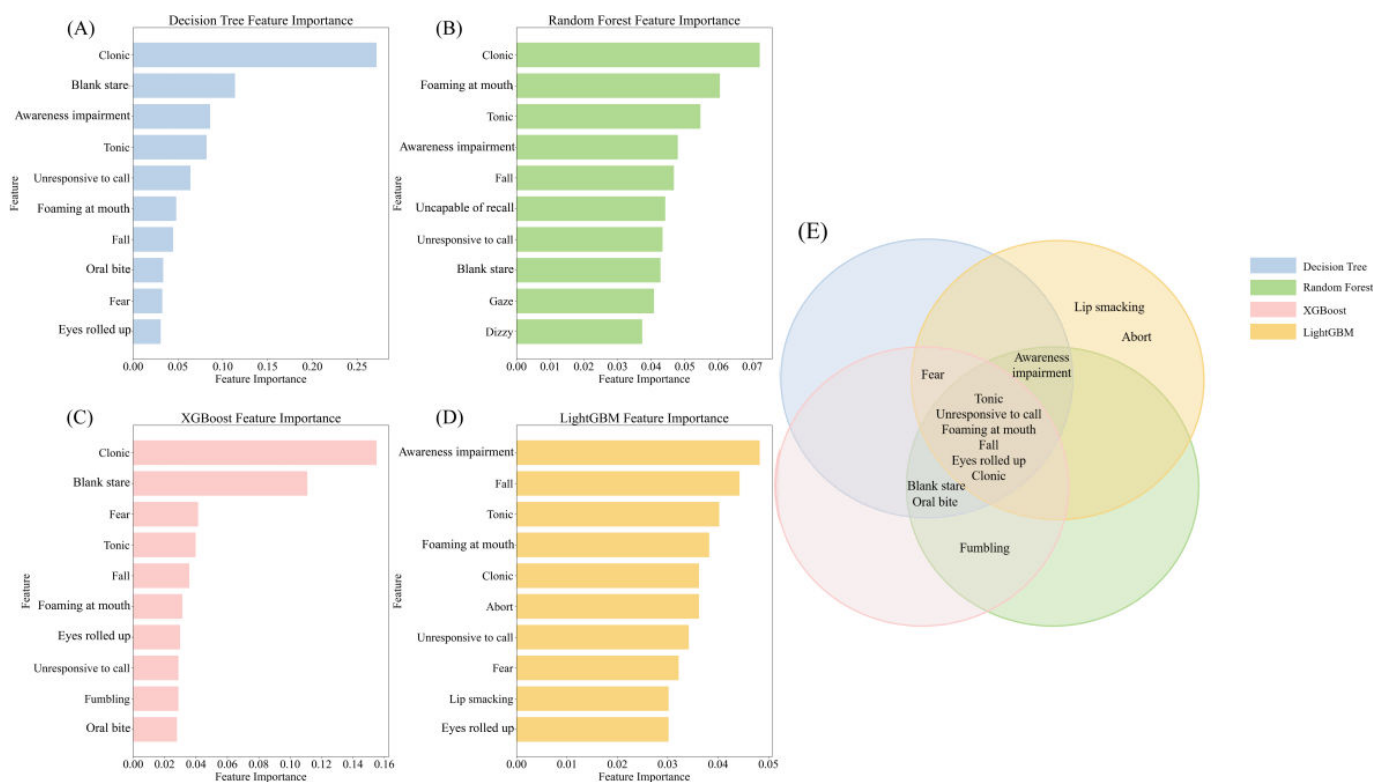 (A)
Decision Tree Feature Importance
Clonic
Blank stare
Awareness impairment
Tonic
Unresponsive to call
Foaming at mouth
Fall
Oral bite
Fear
Eyes rolled up
Feature
0.00 0.05 0.10 0.15 0.20 0.25
Feature Importance
(B)
Random Forest Feature Importance
Clonic
Foaming at mouth
Tonic
Awareness impairment
Fall
Uncapable of recall
Unresponsive to call
Blank stare
Gaze
Dizzy
Feature
0.00 0.01 0.02 0.03 0.04 0.05 0.06 0.07
Feature Importance
(C)
XGBoost Feature Importance
Clonic
Blank stare
Fear
Tonic
Fall
Foaming at mouth
Eyes rolled up
Unresponsive to call
Fumbling
Oral bite
Feature
0.00 0.02 0.04 0.06 0.08 0.10 0.12 0.14 0.16
Feature Importance
(D)
LightGBM Feature Importance
Awareness impairment
Fall
Tonic
Foaming at mouth
Clonic
Abort
Unresponsive to call
Fear
Lip smacking
Eyes rolled up
Feature
0.00 0.01 0.02 0.03 0.04 0.05
Feature Importance
(E)
Lip smacking
Abort
Awareness
impairment
Fear
Tonic
Unresponsive to call
Foaming at mouth
Fall
Eyes rolled up
Clonic
Blank stare
Oral bite
Fumbling
Decision Tree
Random Forest
XGBoost
LightGBM